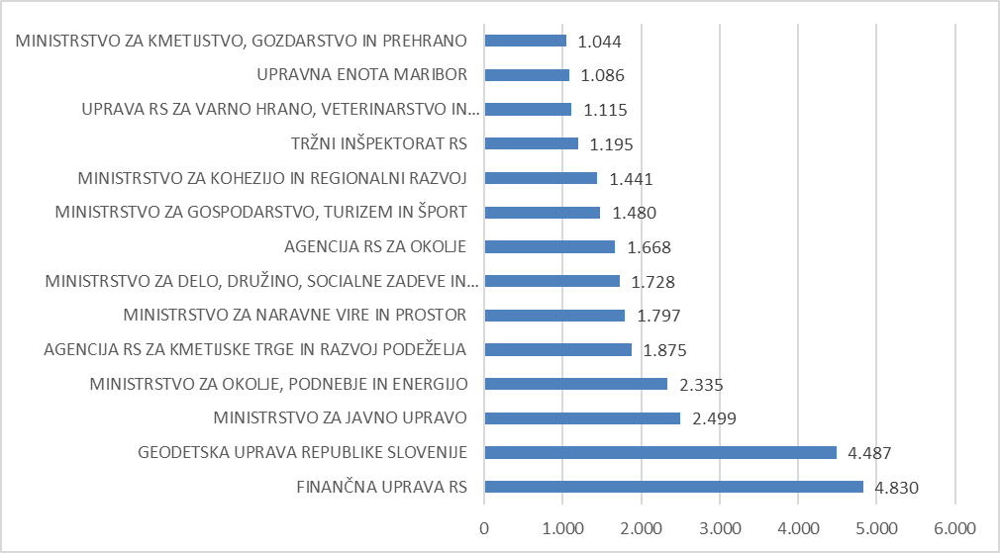 MINISTRSTVO ZA KMETIJSTVO, GOZDARSTVO IN PREHRANO 1.044
UPRAVNA ENOTA MARIBOR 1.086
UPRAVA RS ZA VARNO HRANO, VETERINARSTVO IN… 1.115
TRŽNI INŠPEKTORAT RS 1.195
MINISTRSTVO ZA KOHEZIJO IN REGIONALNI RAZVOJ 1.441
MINISTRSTVO ZA GOSPODARSTVO, TURIZEM IN ŠPORT 1.480
AGENCIJA RS ZA OKOLJE 1.668
MINISTRSTVO ZA DELO, DRUŽINO, SOCIALNE ZADEVE IN… 1.728
MINISTRSTVO ZA NARAVNE VIRE IN PROSTOR 1.797
AGENCIJA RS ZA KMETIJSKE TRGE IN RAZVOJ PODEŽELJA 1.875
MINISTRSTVO ZA OKOLJE, PODNEBJE IN ENERGIJO 2.335
MINISTRSTVO ZA JAVNO UPRAVO 2.499
GEODETSKA UPRAVA REPUBLIKE SLOVENIJE 4.487
FINANČNA UPRAVA RS 4.830
0 1.000 2.000 3.000 4.000 5.000 6.000